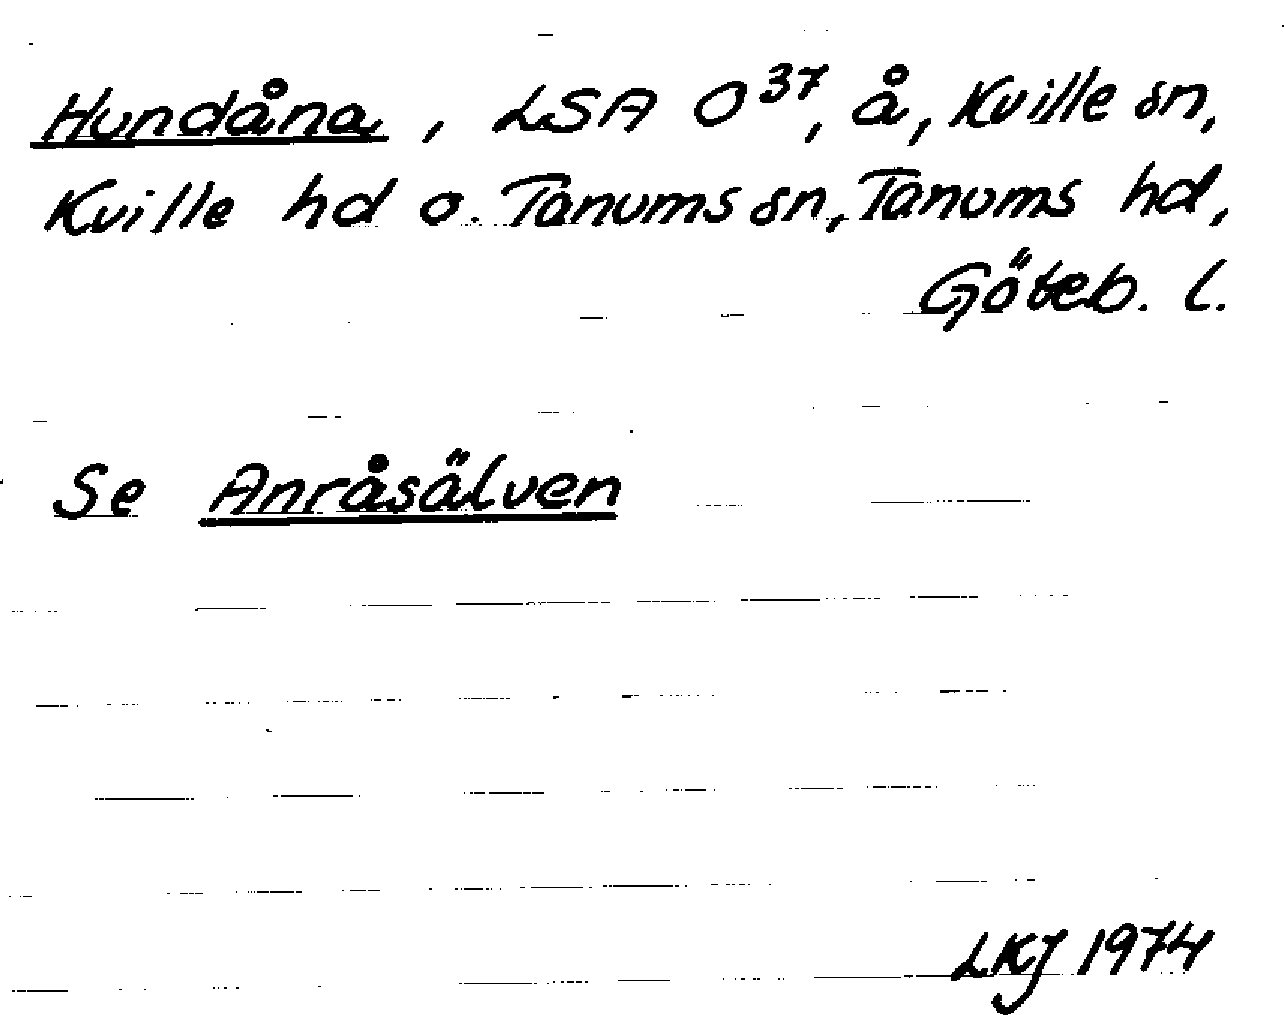 Hundåna, LSA O37, å, Kville sn,
Kville hd o. Tanums sn, Tanums hd,
Göteb. l.
Se Anråsälven
LKJ 1974